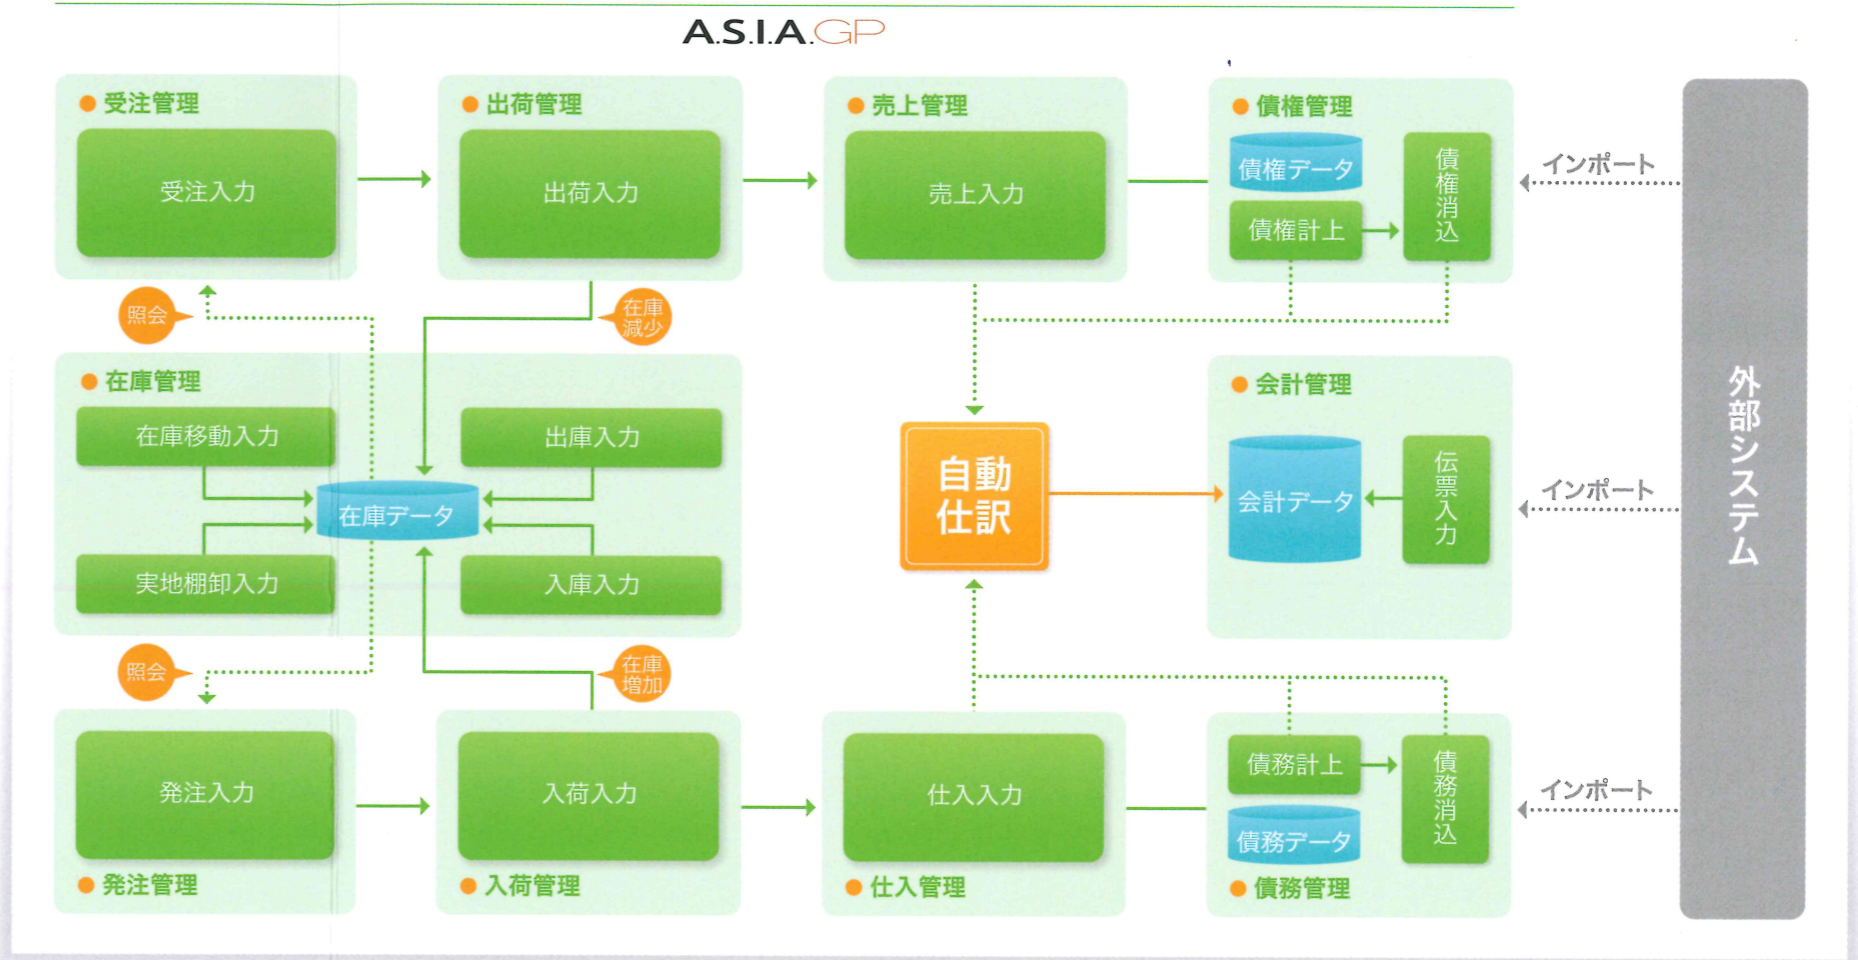 A.S.I.A.GP
受注管理
受注入力
出荷管理
出荷入力
売上管理
売上入力
債権管理
債権データ
債権計上
債権消込
インポート
照会
在庫
減少
在庫管理
在庫移動入力
出庫入力
在庫データ
実地棚卸入力
入庫入力
自動
仕訳
会計管理
会計データ
伝票入力
インポート
外部システム
照会
在庫
増加
発注入力
発注管理
入荷入力
入荷管理
仕入入力
仕入管理
債務計上
債務消込
債務データ
債務管理
インポート